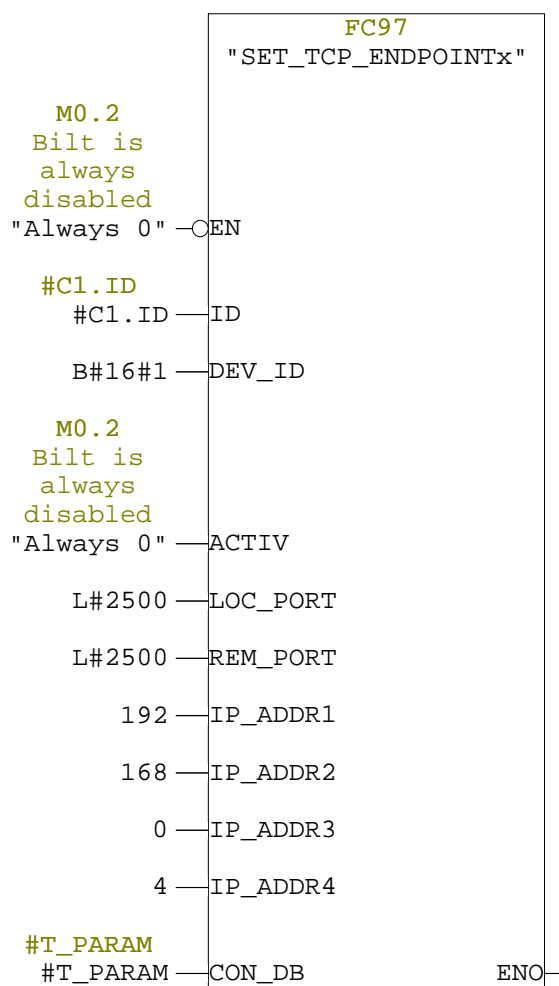 FC97
"SET_TCP_ENDPOINTx"
M0.2
Bilt is
always
disabled
"Always 0" EN
#C1.ID
#C1.ID ID
B#16#1 DEV_ID
M0.2
Bilt is
always
disabled
"Always 0" ACTIV
L#2500 LOC_PORT
L#2500 REM_PORT
192 IP_ADDR1
168 IP_ADDR2
0 IP_ADDR3
4 IP_ADDR4
#T_PARAM
#T_PARAM CON_DB ENO